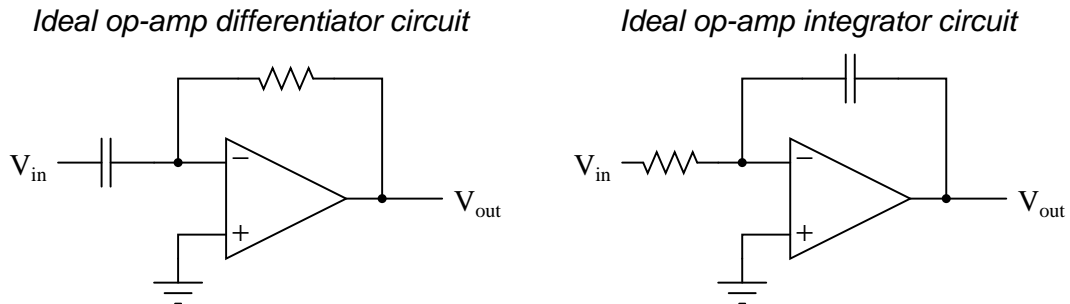 Ideal op-amp differentiator circuit
V_in
−
+
V_out
Ideal op-amp integrator circuit
V_in
−
+
V_out